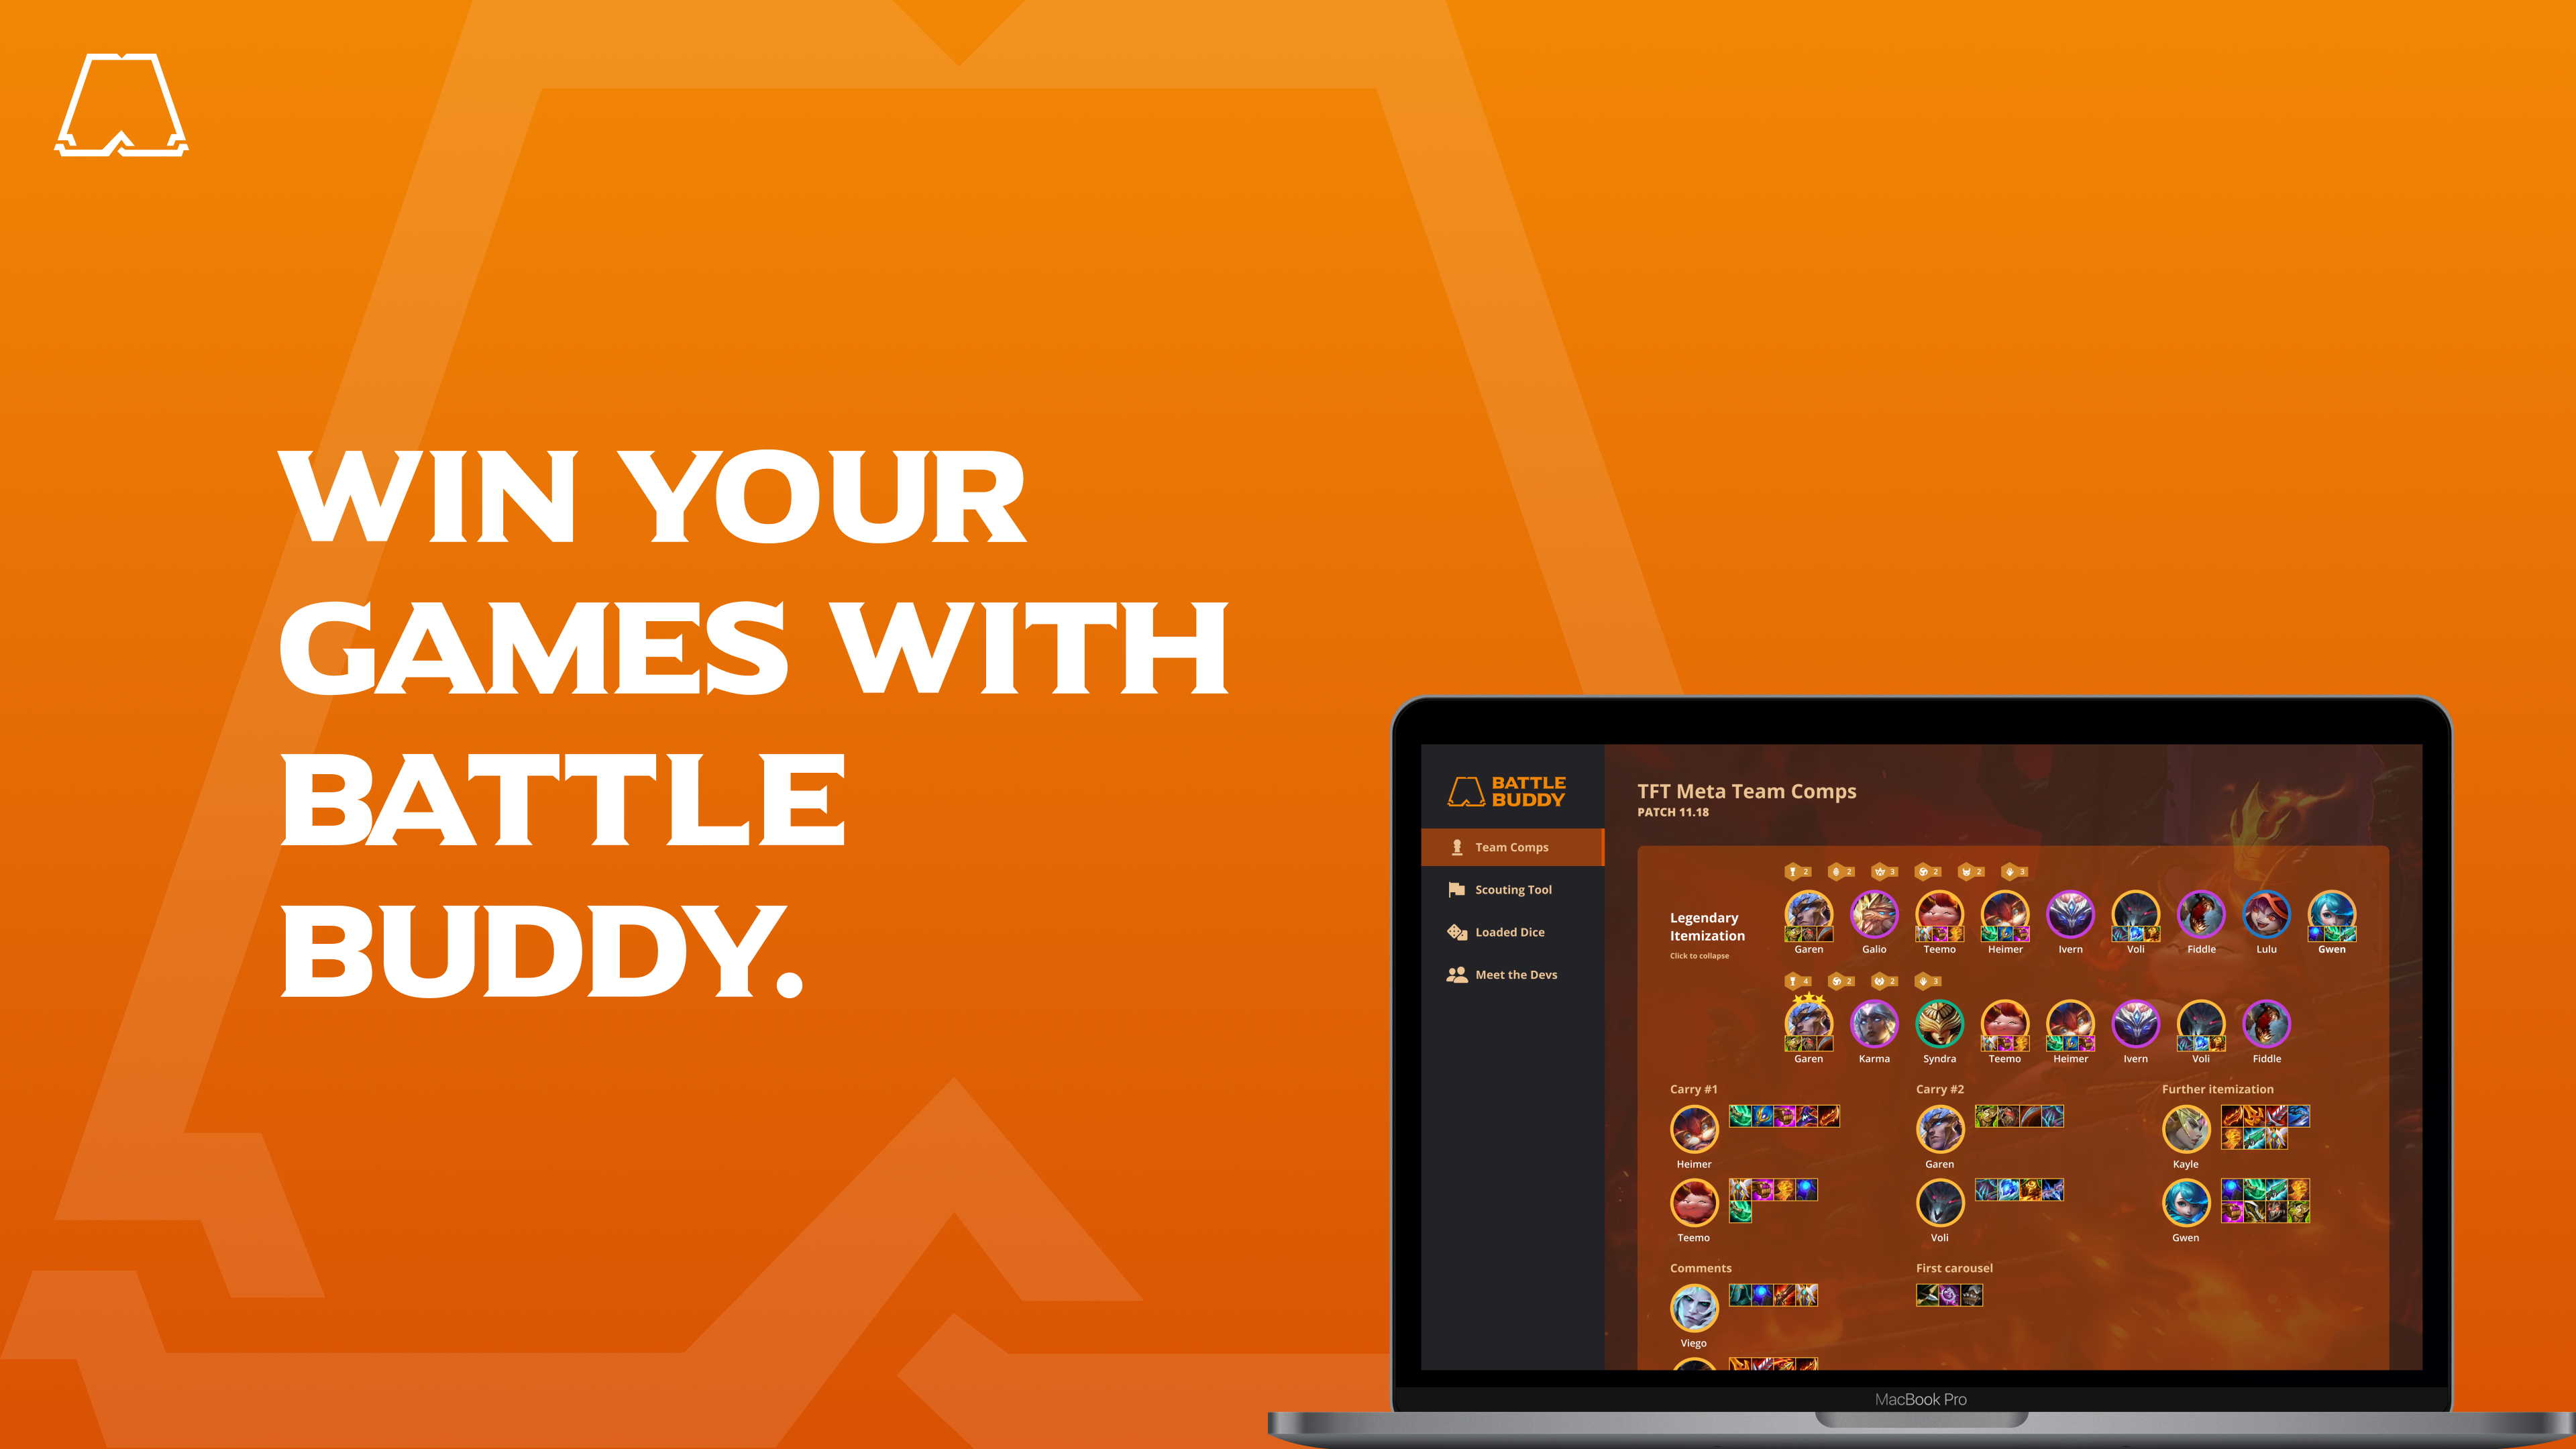 WIN YOUR
GAMES WITH
BATTLE
BUDDY.
BATTLE
BUDDY
Team Comps
Scouting Tool
Loaded Dice
Meet the Devs
TFT Meta Team Comps
PATCH 11.18
2 2 3 2 2 3
Legendary
Itemization
Click to collapse
Garen Galio Teemo Heimer Ivern Voli Fiddle Lulu Gwen
4 2 2 3
Garen Karma Syndra Teemo Heimer Ivern Voli Fiddle
Carry #1 Carry #2 Further itemization
Heimer Garen Kayle
Teemo Voli Gwen
Comments First carousel
Viego
MacBook Pro